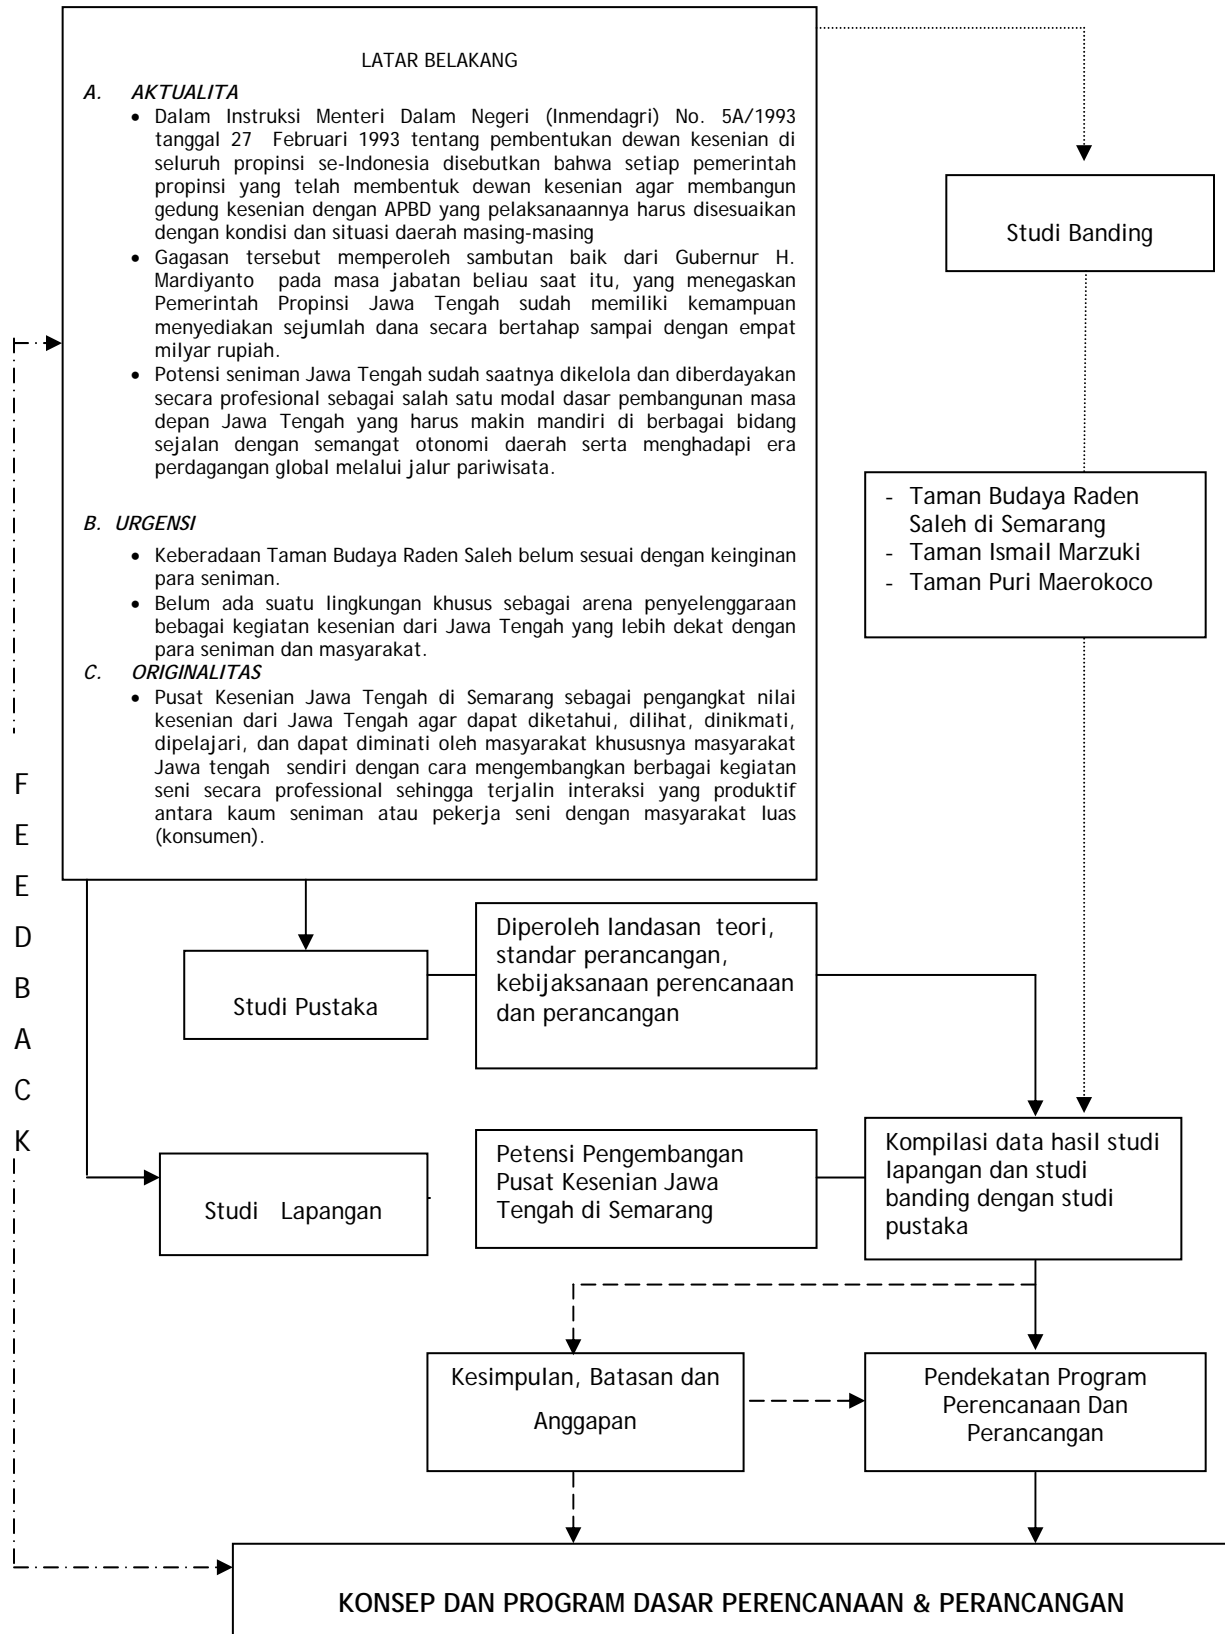 LATAR BELAKANG
A. AKTUALITA
• Dalam Instruksi Menteri Dalam Negeri (Inmendagri) No. 5A/1993
tanggal 27 Februari 1993 tentang pembentukan dewan kesenian di
seluruh propinsi se-Indonesia disebutkan bahwa setiap pemerintah
propinsi yang telah membentuk dewan kesenian agar membangun
gedung kesenian dengan APBD yang pelaksanaannya harus disesuaikan
dengan kondisi dan situasi daerah masing-masing
• Gagasan tersebut memperoleh sambutan baik dari Gubernur H.
Mardiyanto pada masa jabatan beliau saat itu, yang menegaskan
Pemerintah Propinsi Jawa Tengah sudah memiliki kemampuan
menyediakan sejumlah dana secara bertahap sampai dengan empat
milyar rupiah.
• Potensi seniman Jawa Tengah sudah saatnya dikelola dan diberdayakan
secara profesional sebagai salah satu modal dasar pembangunan masa
depan Jawa Tengah yang harus makin mandiri di berbagai bidang
sejalan dengan semangat otonomi daerah serta menghadapi era
perdagangan global melalui jalur pariwisata.
B. URGENSI
• Keberadaan Taman Budaya Raden Saleh belum sesuai dengan keinginan
para seniman.
• Belum ada suatu lingkungan khusus sebagai arena penyelenggaraan
bebagai kegiatan kesenian dari Jawa Tengah yang lebih dekat dengan
para seniman dan masyarakat.
C. ORIGINALITAS
• Pusat Kesenian Jawa Tengah di Semarang sebagai pengangkat nilai
kesenian dari Jawa Tengah agar dapat diketahui, dilihat, dinikmati,
dipelajari, dan dapat diminati oleh masyarakat khususnya masyarakat
Jawa tengah sendiri dengan cara mengembangkan berbagai kegiatan
seni secara professional sehingga terjalin interaksi yang produktif
antara kaum seniman atau pekerja seni dengan masyarakat luas
(konsumen).
Studi Banding
- Taman Budaya Raden
Saleh di Semarang
- Taman Ismail Marzuki
- Taman Puri Maerokoco
F
E
E
D
B
A
C
K
Studi Pustaka
Diperoleh landasan teori,
standar perancangan,
kebijaksanaan perencanaan
dan perancangan
Studi Lapangan
Petensi Pengembangan
Pusat Kesenian Jawa
Tengah di Semarang
Kompilasi data hasil studi
lapangan dan studi
banding dengan studi
pustaka
Kesimpulan, Batasan dan
Anggapan
Pendekatan Program
Perencanaan Dan
Perancangan
KONSEP DAN PROGRAM DASAR PERENCANAAN & PERANCANGAN